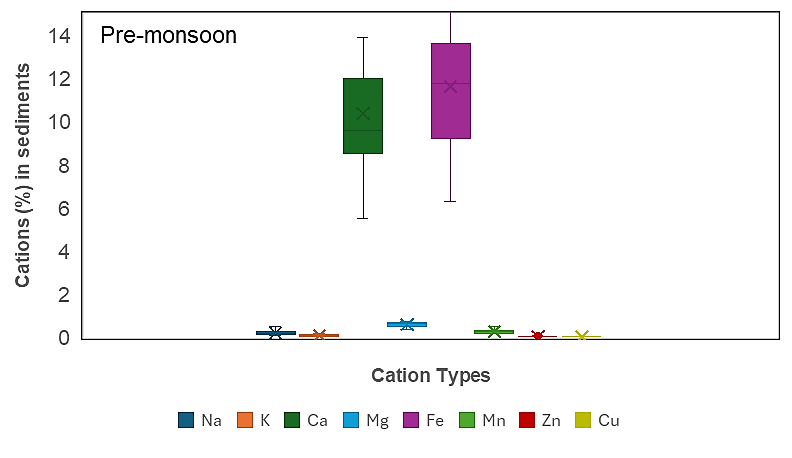 Pre-monsoon
14
12
10
8
6
4
2
0
Cations (%) in sediments
Cation Types
Na K Ca Mg Fe Mn Zn Cu